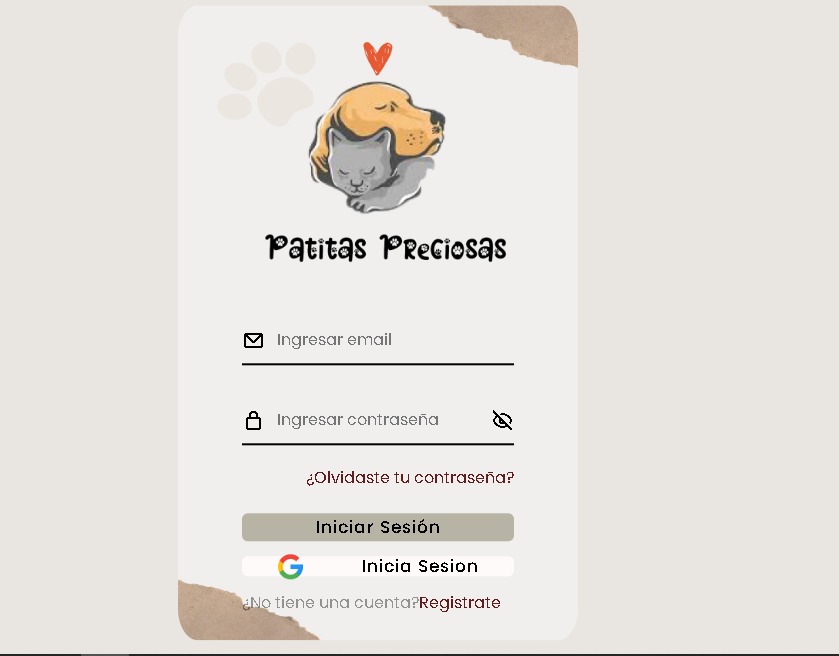 Patitas Preciosas
Ingresar email
Ingresar contraseña
¿Olvidaste tu contraseña?
Iniciar Sesión
Inicia Sesion
¿No tiene una cuenta?Registrate